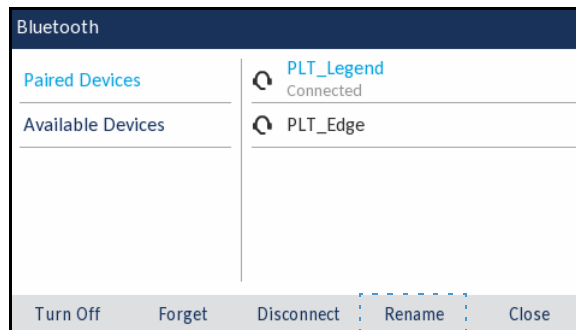 Bluetooth
Paired Devices
Available Devices
PLT_Legend
Connected
PLT_Edge
Turn Off Forget Disconnect Rename Close